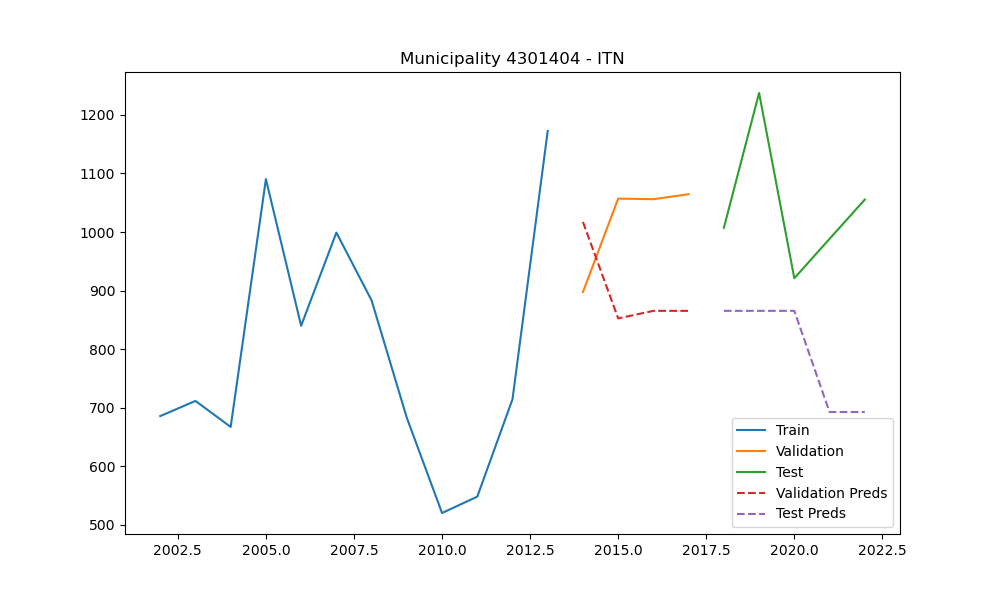 Municipality 4301404 - ITN
1200
1100
1000
900
800
700
600
500
2002.5 2005.0 2007.5 2010.0 2012.5 2015.0 2017.5 2020.0 2022.5
Train
Validation
Test
Validation Preds
Test Preds